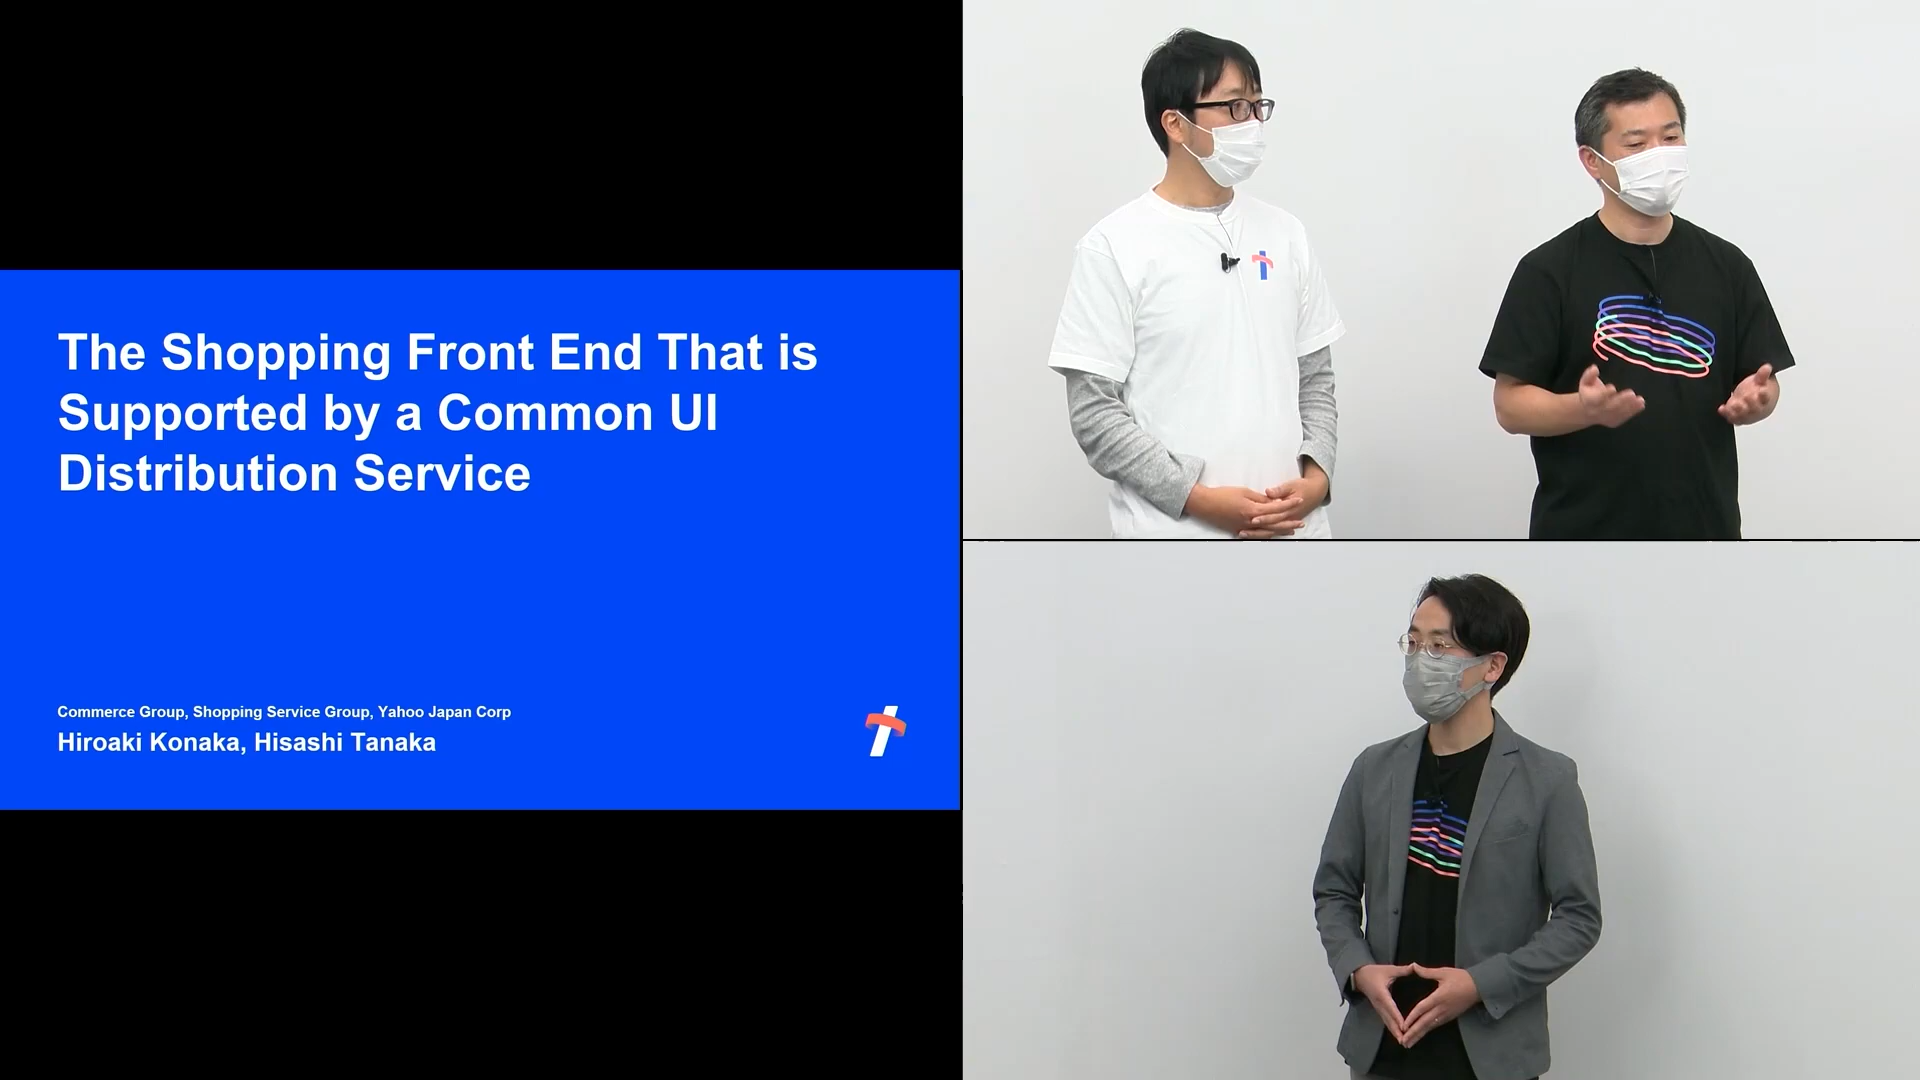 The Shopping Front End That is
Supported by a Common UI
Distribution Service
Commerce Group, Shopping Service Group, Yahoo Japan Corp
Hiroaki Konaka, Hisashi Tanaka